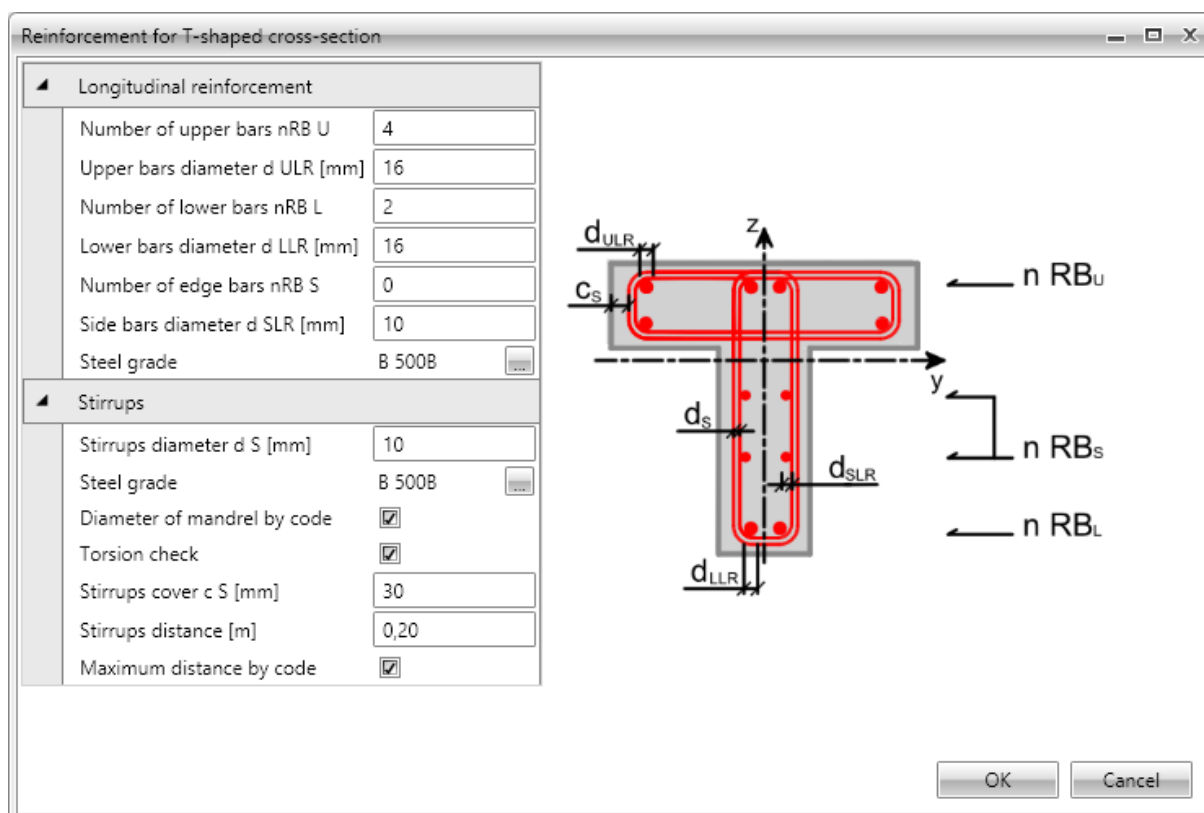 Reinforcement for T-shaped cross-section
Longitudinal reinforcement
Number of upper bars nRB U 4
Upper bars diameter d ULR [mm] 16
Number of lower bars nRB L 2
Lower bars diameter d LLR [mm] 16
Number of edge bars nRB S 0
Side bars diameter d SLR [mm] 10
Steel grade B 500B ...
Stirrups
Stirrups diameter d S [mm] 10
Steel grade B 500B ...
Diameter of mandrel by code
Torsion check
Stirrups cover c S [mm] 30
Stirrups distance [m] 0,20
Maximum distance by code
z
dULR
n RBU
cS
y
dS
n RBS
dSLR
n RBL
dLLR
OK Cancel